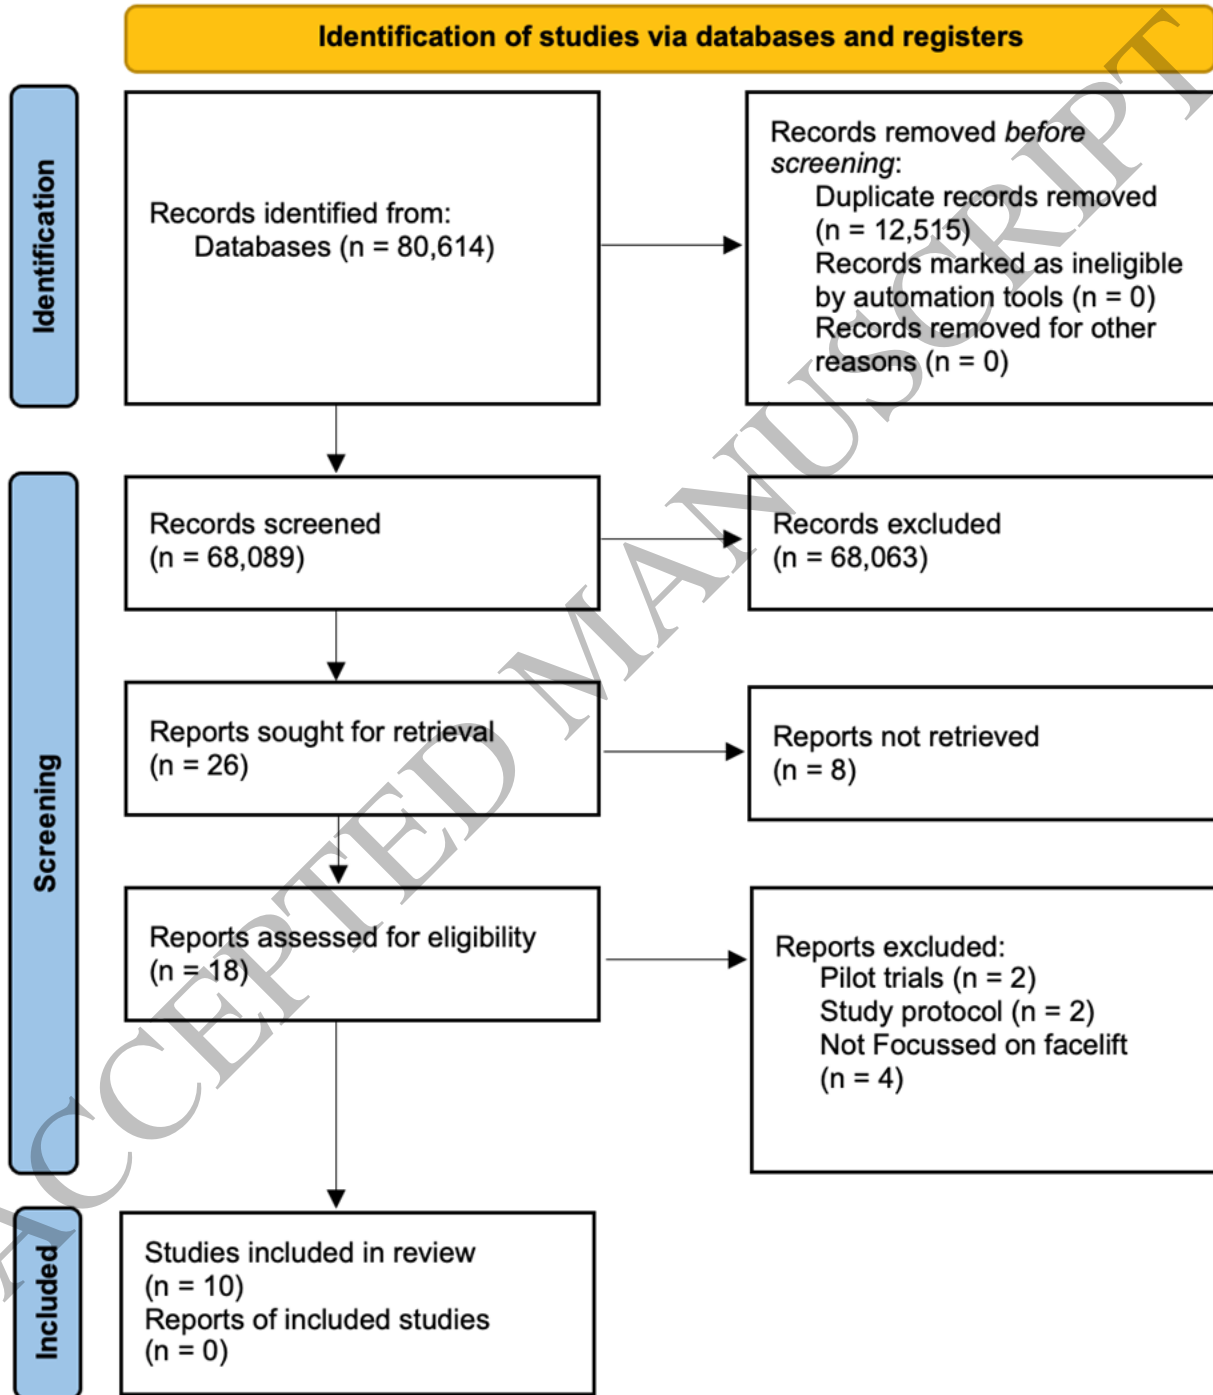 Identification of studies via databases and registers
Identification
Records identified from:
Databases (n = 80,614)
Records removed before
screening:
Duplicate records removed
(n = 12,515)
Records marked as ineligible
by automation tools (n = 0)
Records removed for other
reasons (n = 0)
Screening
Records screened
(n = 68,089)
Records excluded
(n = 68,063)
Reports sought for retrieval
(n = 26)
Reports not retrieved
(n = 8)
Reports assessed for eligibility
(n = 18)
Reports excluded:
Pilot trials (n = 2)
Study protocol (n = 2)
Not Focussed on facelift
(n = 4)
Included
Studies included in review
(n = 10)
Reports of included studies
(n = 0)
ACCEPTED MANUSCRIPT